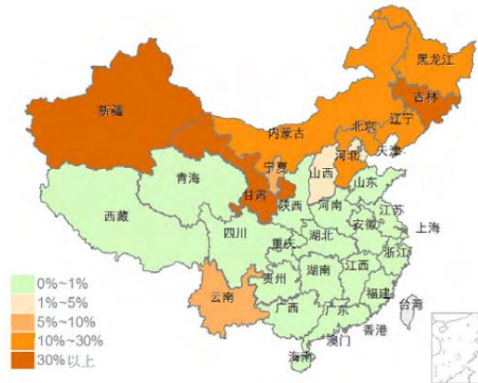 黑龙江
吉林
新疆
辽宁
内蒙古
北京
天津
河北
宁夏
山西
青海
山东
甘肃
陕西
河南
江苏
西藏
安徽
上海
四川
湖北
重庆
浙江
湖南
江西
贵州
福建
云南
台湾
广西
广东
香港
澳门
海南
0%~1%
1%~5%
5%~10%
10%~30%
30%以上